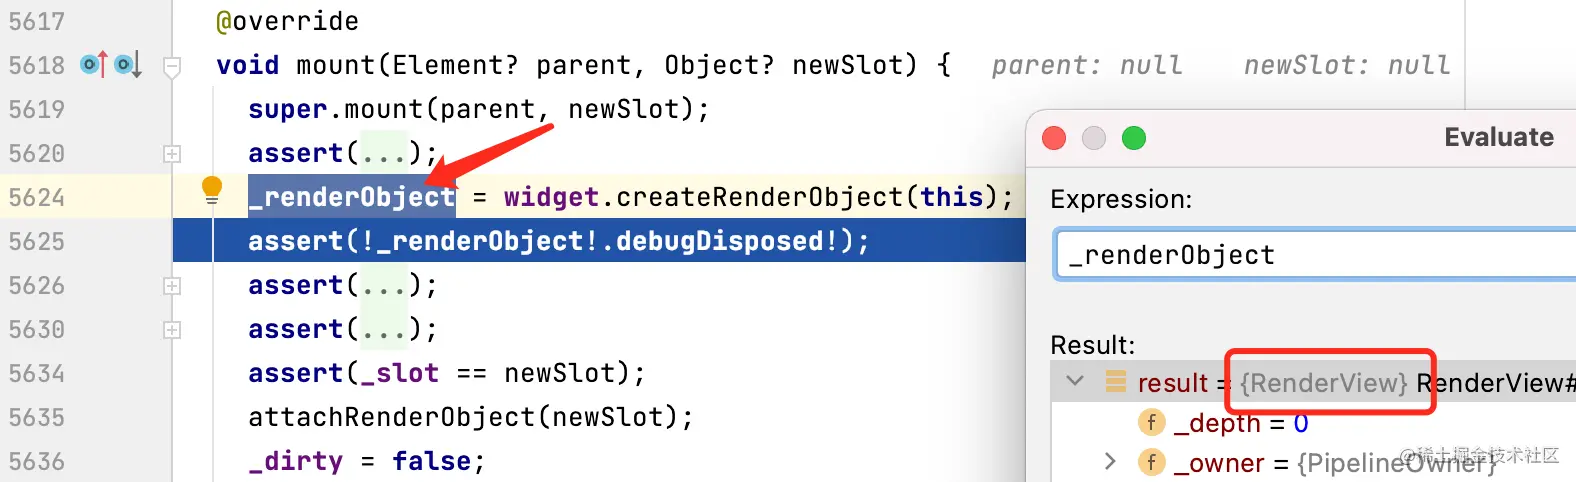 5617 @override
5618 void mount(Element? parent, Object? newSlot) { parent: null newSlot: null
5619 super.mount(parent, newSlot);
5620 assert(...);
5624 _renderObject = widget.createRenderObject(this);
5625 assert(!_renderObject!.debugDisposed!);
5626 assert(...);
5630 assert(...);
5634 assert(_slot == newSlot);
5635 attachRenderObject(newSlot);
5636 _dirty = false;
Evaluate
Expression:
_renderObject
Result:
result = {RenderView} RenderView#
f _depth = 0
f _owner = {PipelineOwner}
@稀土掘金技术社区